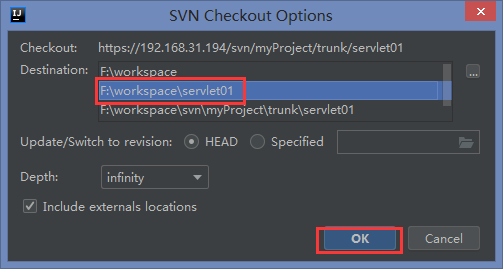 SVN Checkout Options
Checkout: https://192.168.31.194/svn/myProject/trunk/servlet01
Destination: F:\workspace
...
F:\workspace\servlet01
F:\workspace\svn\myProject\trunk\servlet01
Update/Switch to revision: HEAD Specified
Depth: infinity
Include externals locations
OK Cancel